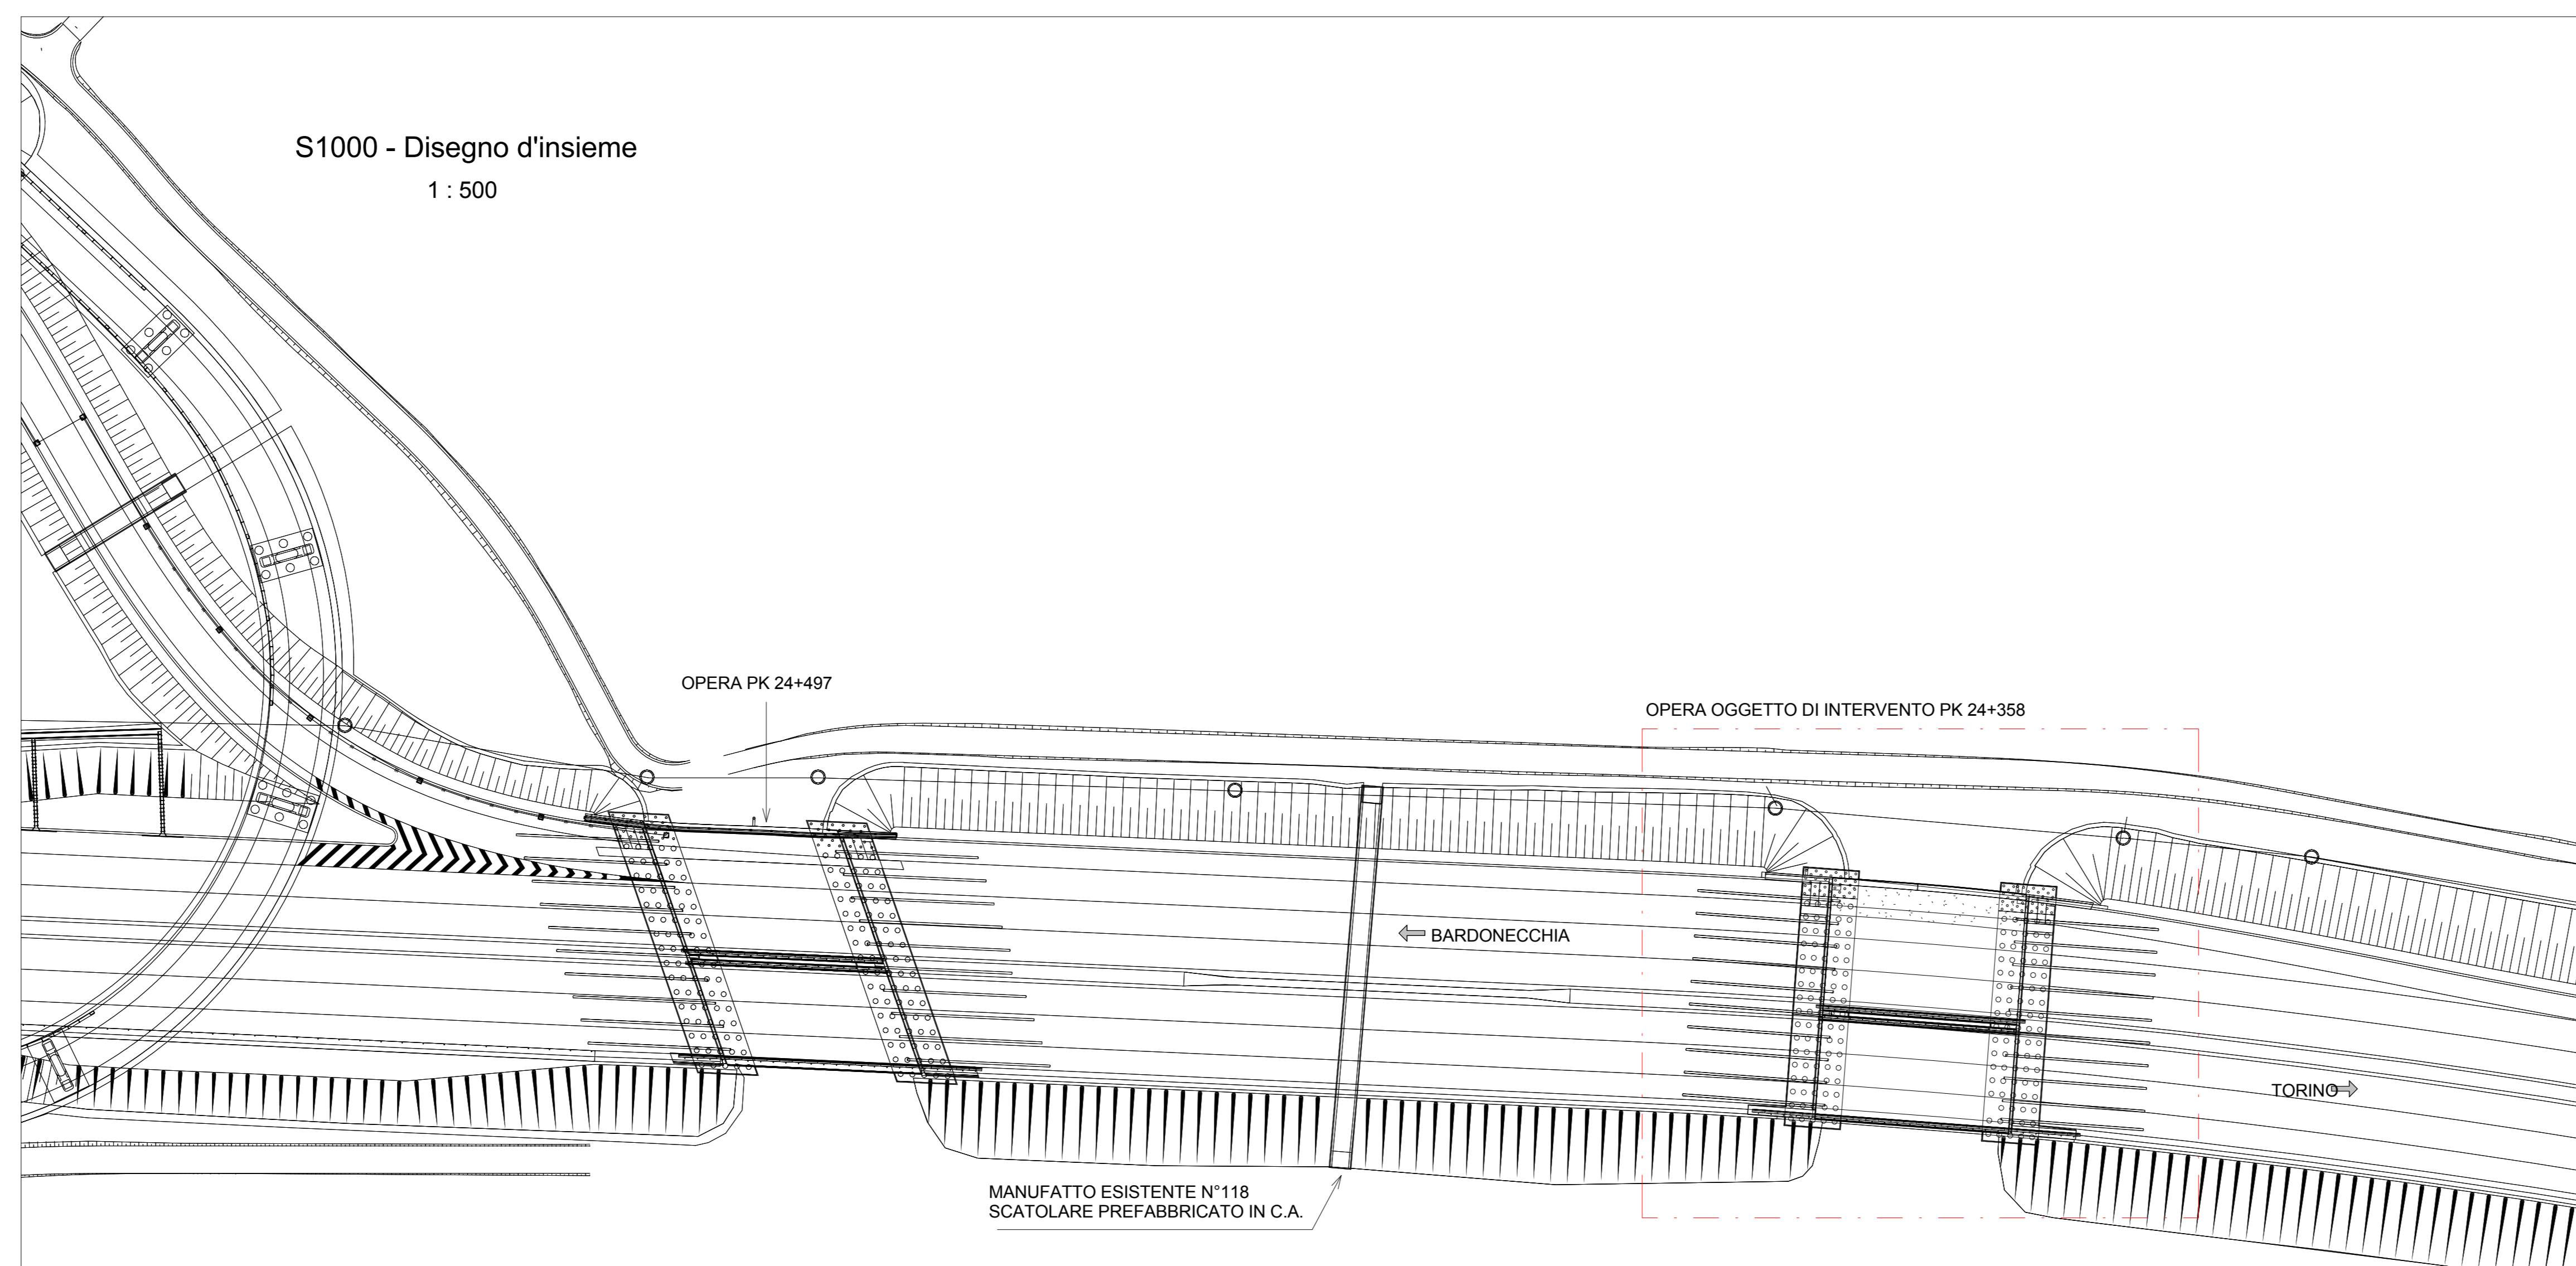 S1000 - Disegno d'insieme
1 : 500
OPERA PK 24+497
OPERA OGGETTO DI INTERVENTO PK 24+358
BARDONECCHIA
TORINO
MANUFATTO ESISTENTE N°118
SCATOLARE PREFABBRICATO IN C.A.